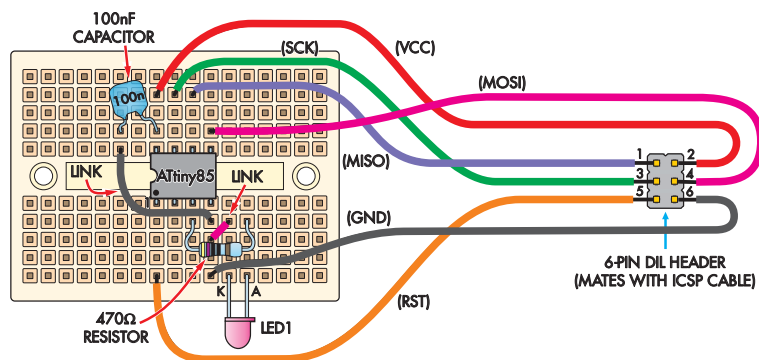 100nF
CAPACITOR
(SCK)
(VCC)
(MOSI)
100n
(MISO)
LINK
ATtiny85
LINK
(GND)
1
2
3
4
5
6
6-PIN DIL HEADER
(MATES WITH ICSP CABLE)
(RST)
K
A
470Ω
RESISTOR
LED1